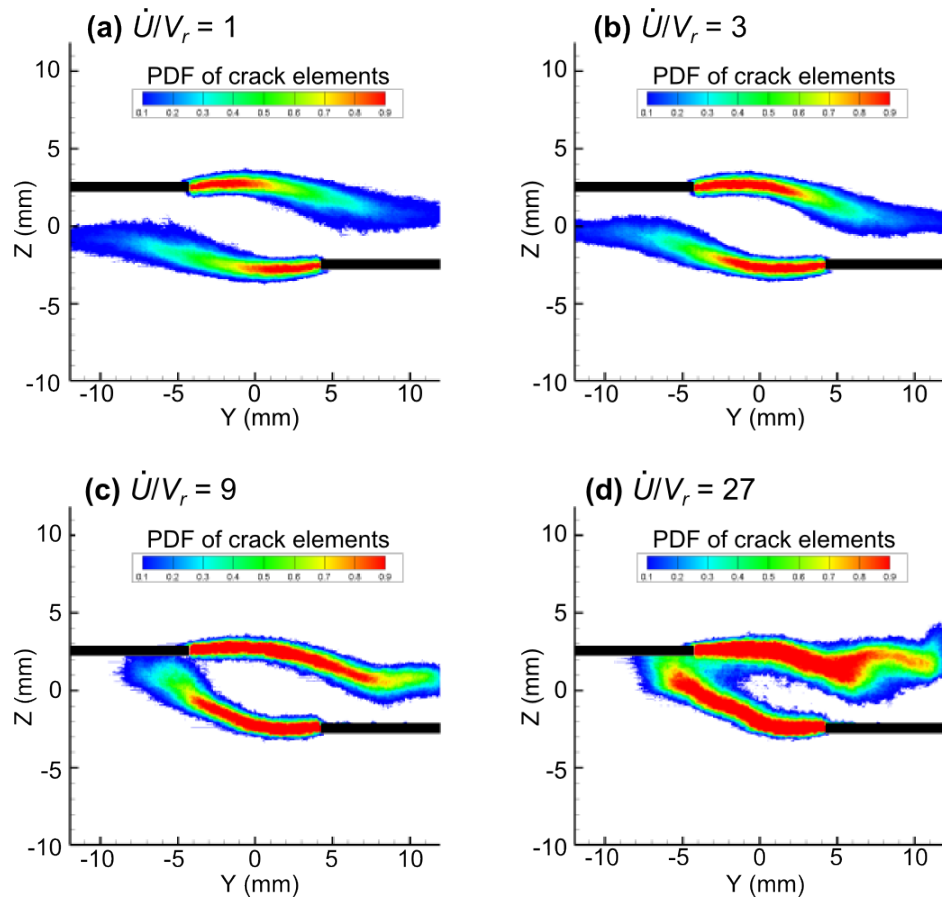 (a) U̇/Vr = 1
PDF of crack elements
0.1 0.2 0.3 0.4 0.5 0.6 0.7 0.8 0.9
10
5
0
-5
-10
Z (mm)
-10 -5 0 5 10
Y (mm)
(b) U̇/Vr = 3
PDF of crack elements
0.1 0.2 0.3 0.4 0.5 0.6 0.7 0.8 0.9
10
5
0
-5
-10
Z (mm)
-10 -5 0 5 10
Y (mm)
(c) U̇/Vr = 9
PDF of crack elements
0.1 0.2 0.3 0.4 0.5 0.6 0.7 0.8 0.9
10
5
0
-5
-10
Z (mm)
-10 -5 0 5 10
Y (mm)
(d) U̇/Vr = 27
PDF of crack elements
0.1 0.2 0.3 0.4 0.5 0.6 0.7 0.8 0.9
10
5
0
-5
-10
Z (mm)
-10 -5 0 5 10
Y (mm)